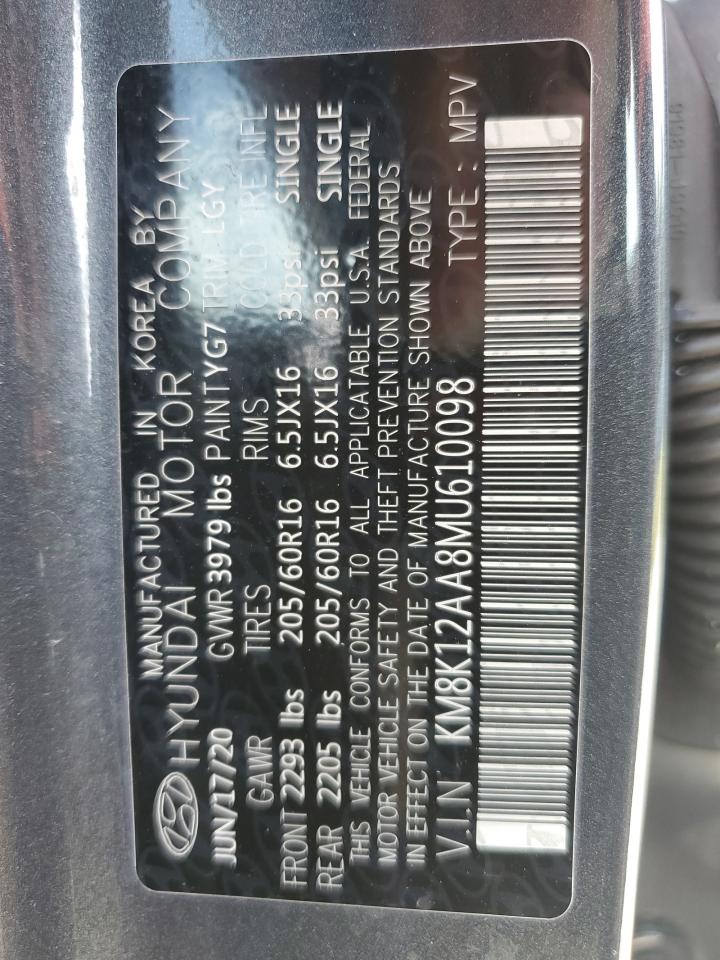 MANUFACTURED IN KOREA BY
HYUNDAI MOTOR COMPANY
JUN/17/20 GVWR 3979 lbs PANTYG7 TRIM LGY
GAWR TIRES RIMS COLD TIRE INFL
FRONT 2293 lbs 205/60R16 6.5JX16 33psi SINGLE
REAR 2205 lbs 205/60R16 6.5JX16 33psi SINGLE
THIS VEHICLE CONFORMS TO ALL APPLICATABLE U.S.A. FEDERAL
MOTOR VEHICLE SAFETY AND THEFT PREVENTION STANDARDS
IN EFFECT ON THE DATE OF MANUFACTURE SHOWN ABOVE.
V.I.N KM8K12AA8MU610098 TYPE : MPV